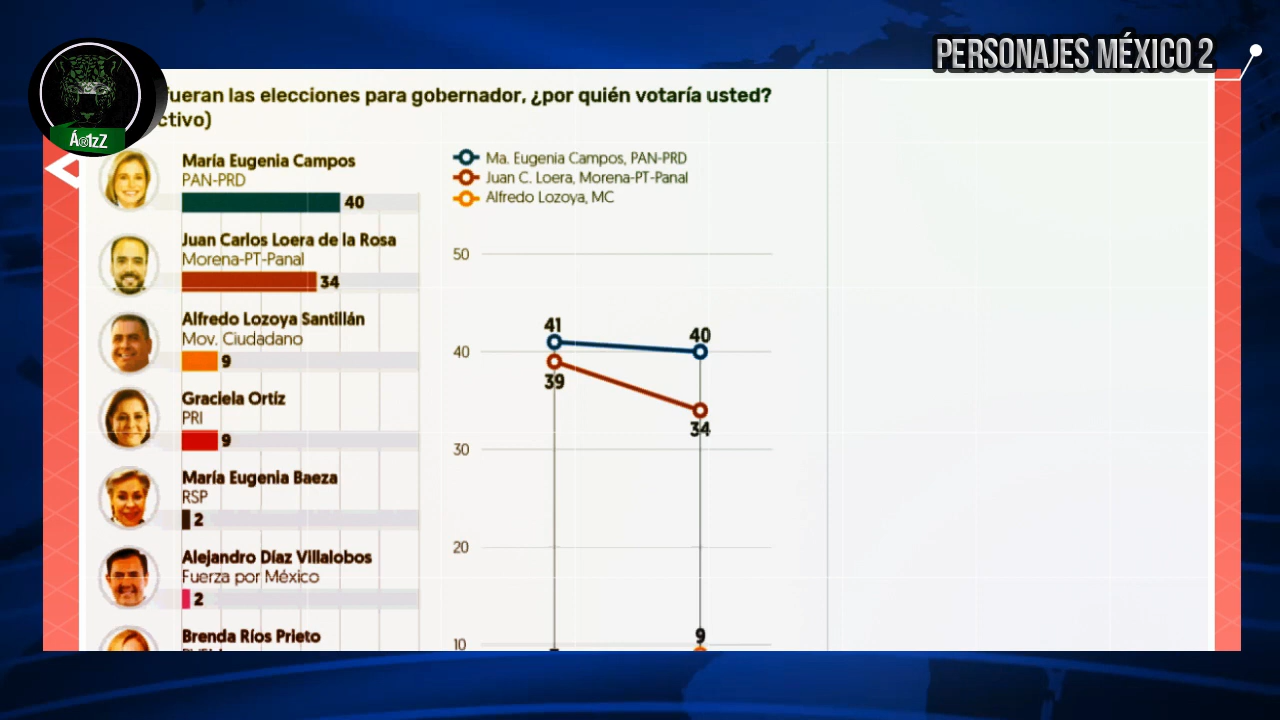 PERSONAJES MÉXICO 2
Á®1zZ
fueran las elecciones para gobernador, ¿por quién votaría usted?
ctivo)
María Eugenia Campos
PAN-PRD
40
Juan Carlos Loera de la Rosa
Morena-PT-Panal
34
Alfredo Lozoya Santillán
Mov. Ciudadano
9
Graciela Ortíz
PRI
9
María Eugenia Baeza
RSP
2
Alejandro Díaz Villalobos
Fuerza por México
2
Brenda Ríos Prieto
Ma. Eugenia Campos, PAN-PRD
Juan C. Loera, Morena-PT-Panal
Alfredo Lozoya, MC
50
41
40
40
39
34
30
20
9
10